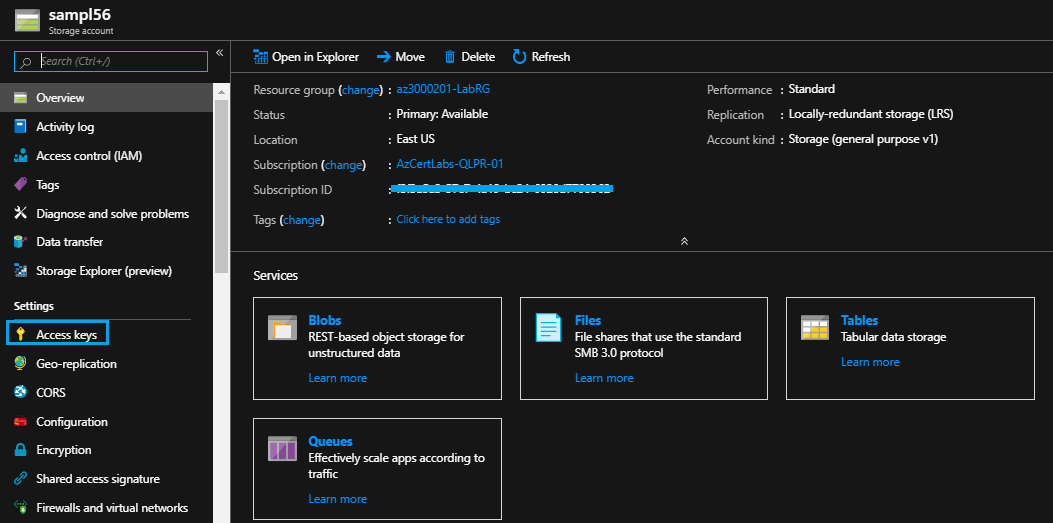 sampl56
Storage account
Search (Ctrl+/)
«
Overview
Activity log
Access control (IAM)
Tags
Diagnose and solve problems
Data transfer
Storage Explorer (preview)
Settings
Access keys
Geo-replication
CORS
Configuration
Encryption
Shared access signature
Firewalls and virtual networks
Open in Explorer Move Delete Refresh
Resource group (change) : az3000201-LabRG
Status : Primary: Available
Location : East US
Subscription (change) : AzCertLabs-QLPR-01
Subscription ID :
Tags (change) : Click here to add tags
Performance : Standard
Replication : Locally-redundant storage (LRS)
Account kind : Storage (general purpose v1)
Services
Blobs
REST-based object storage for
unstructured data
Learn more
Files
File shares that use the standard
SMB 3.0 protocol
Learn more
Tables
Tabular data storage
Learn more
Queues
Effectively scale apps according to
traffic
Learn more